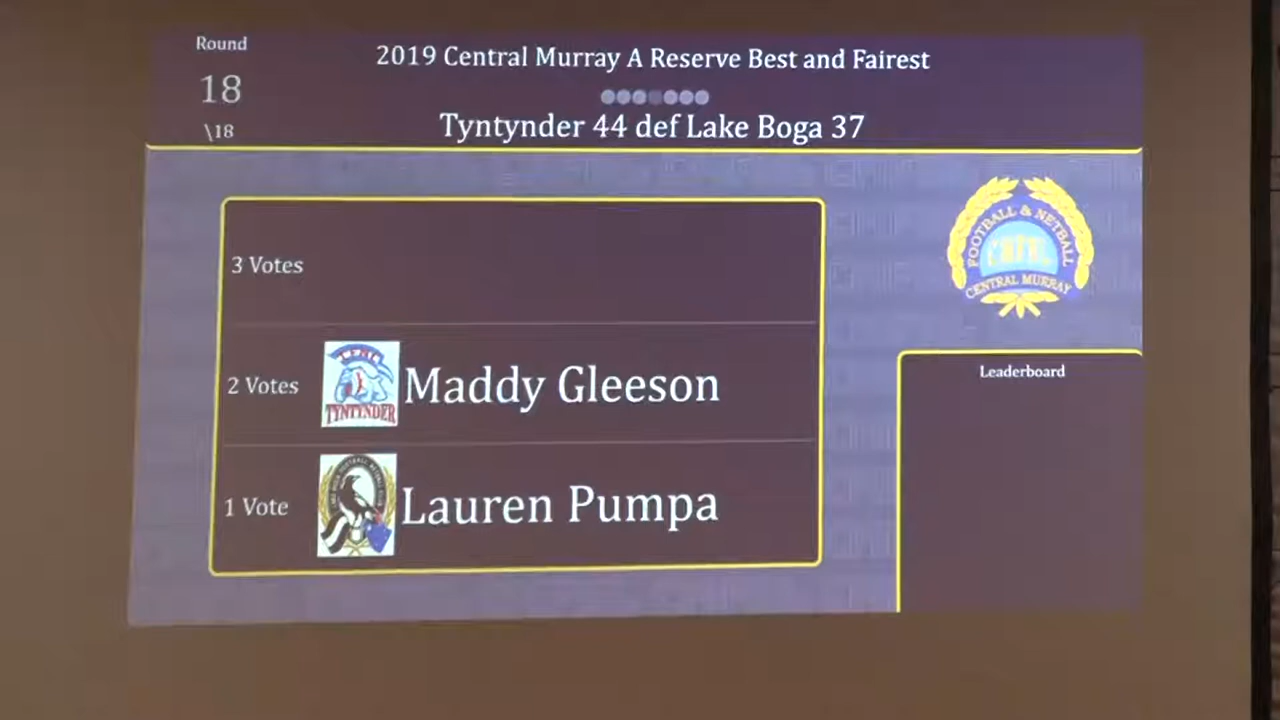 Round
18
\18
2019 Central Murray A Reserve Best and Fairest
Tyntynder 44 def Lake Boga 37
3 Votes
2 Votes
TYNTYNDER
Maddy Gleeson
1 Vote
Lauren Pumpa
FOOTBALL & NETBALL
CENTRAL MURRAY
Leaderboard